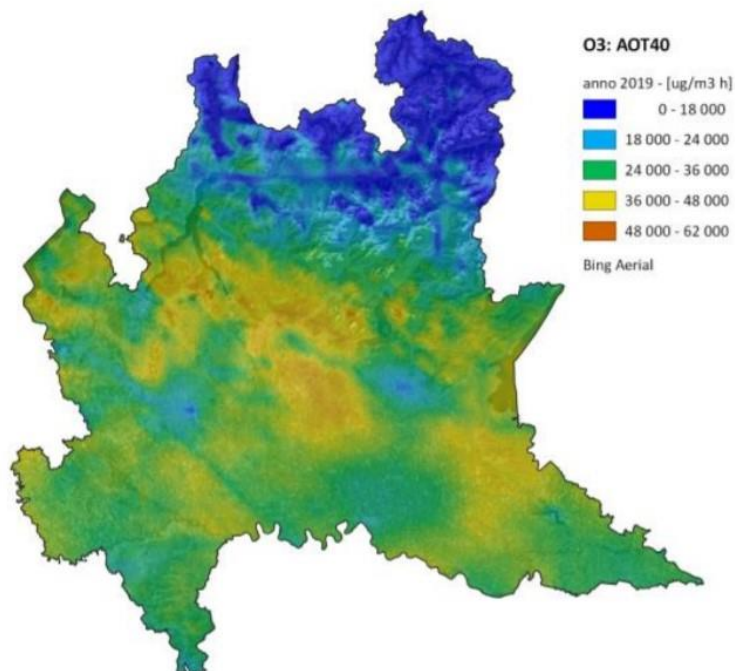 O3: AOT40
anno 2019 - [ug/m3 h]
0 - 18 000
18 000 - 24 000
24 000 - 36 000
36 000 - 48 000
48 000 - 62 000
Bing Aerial